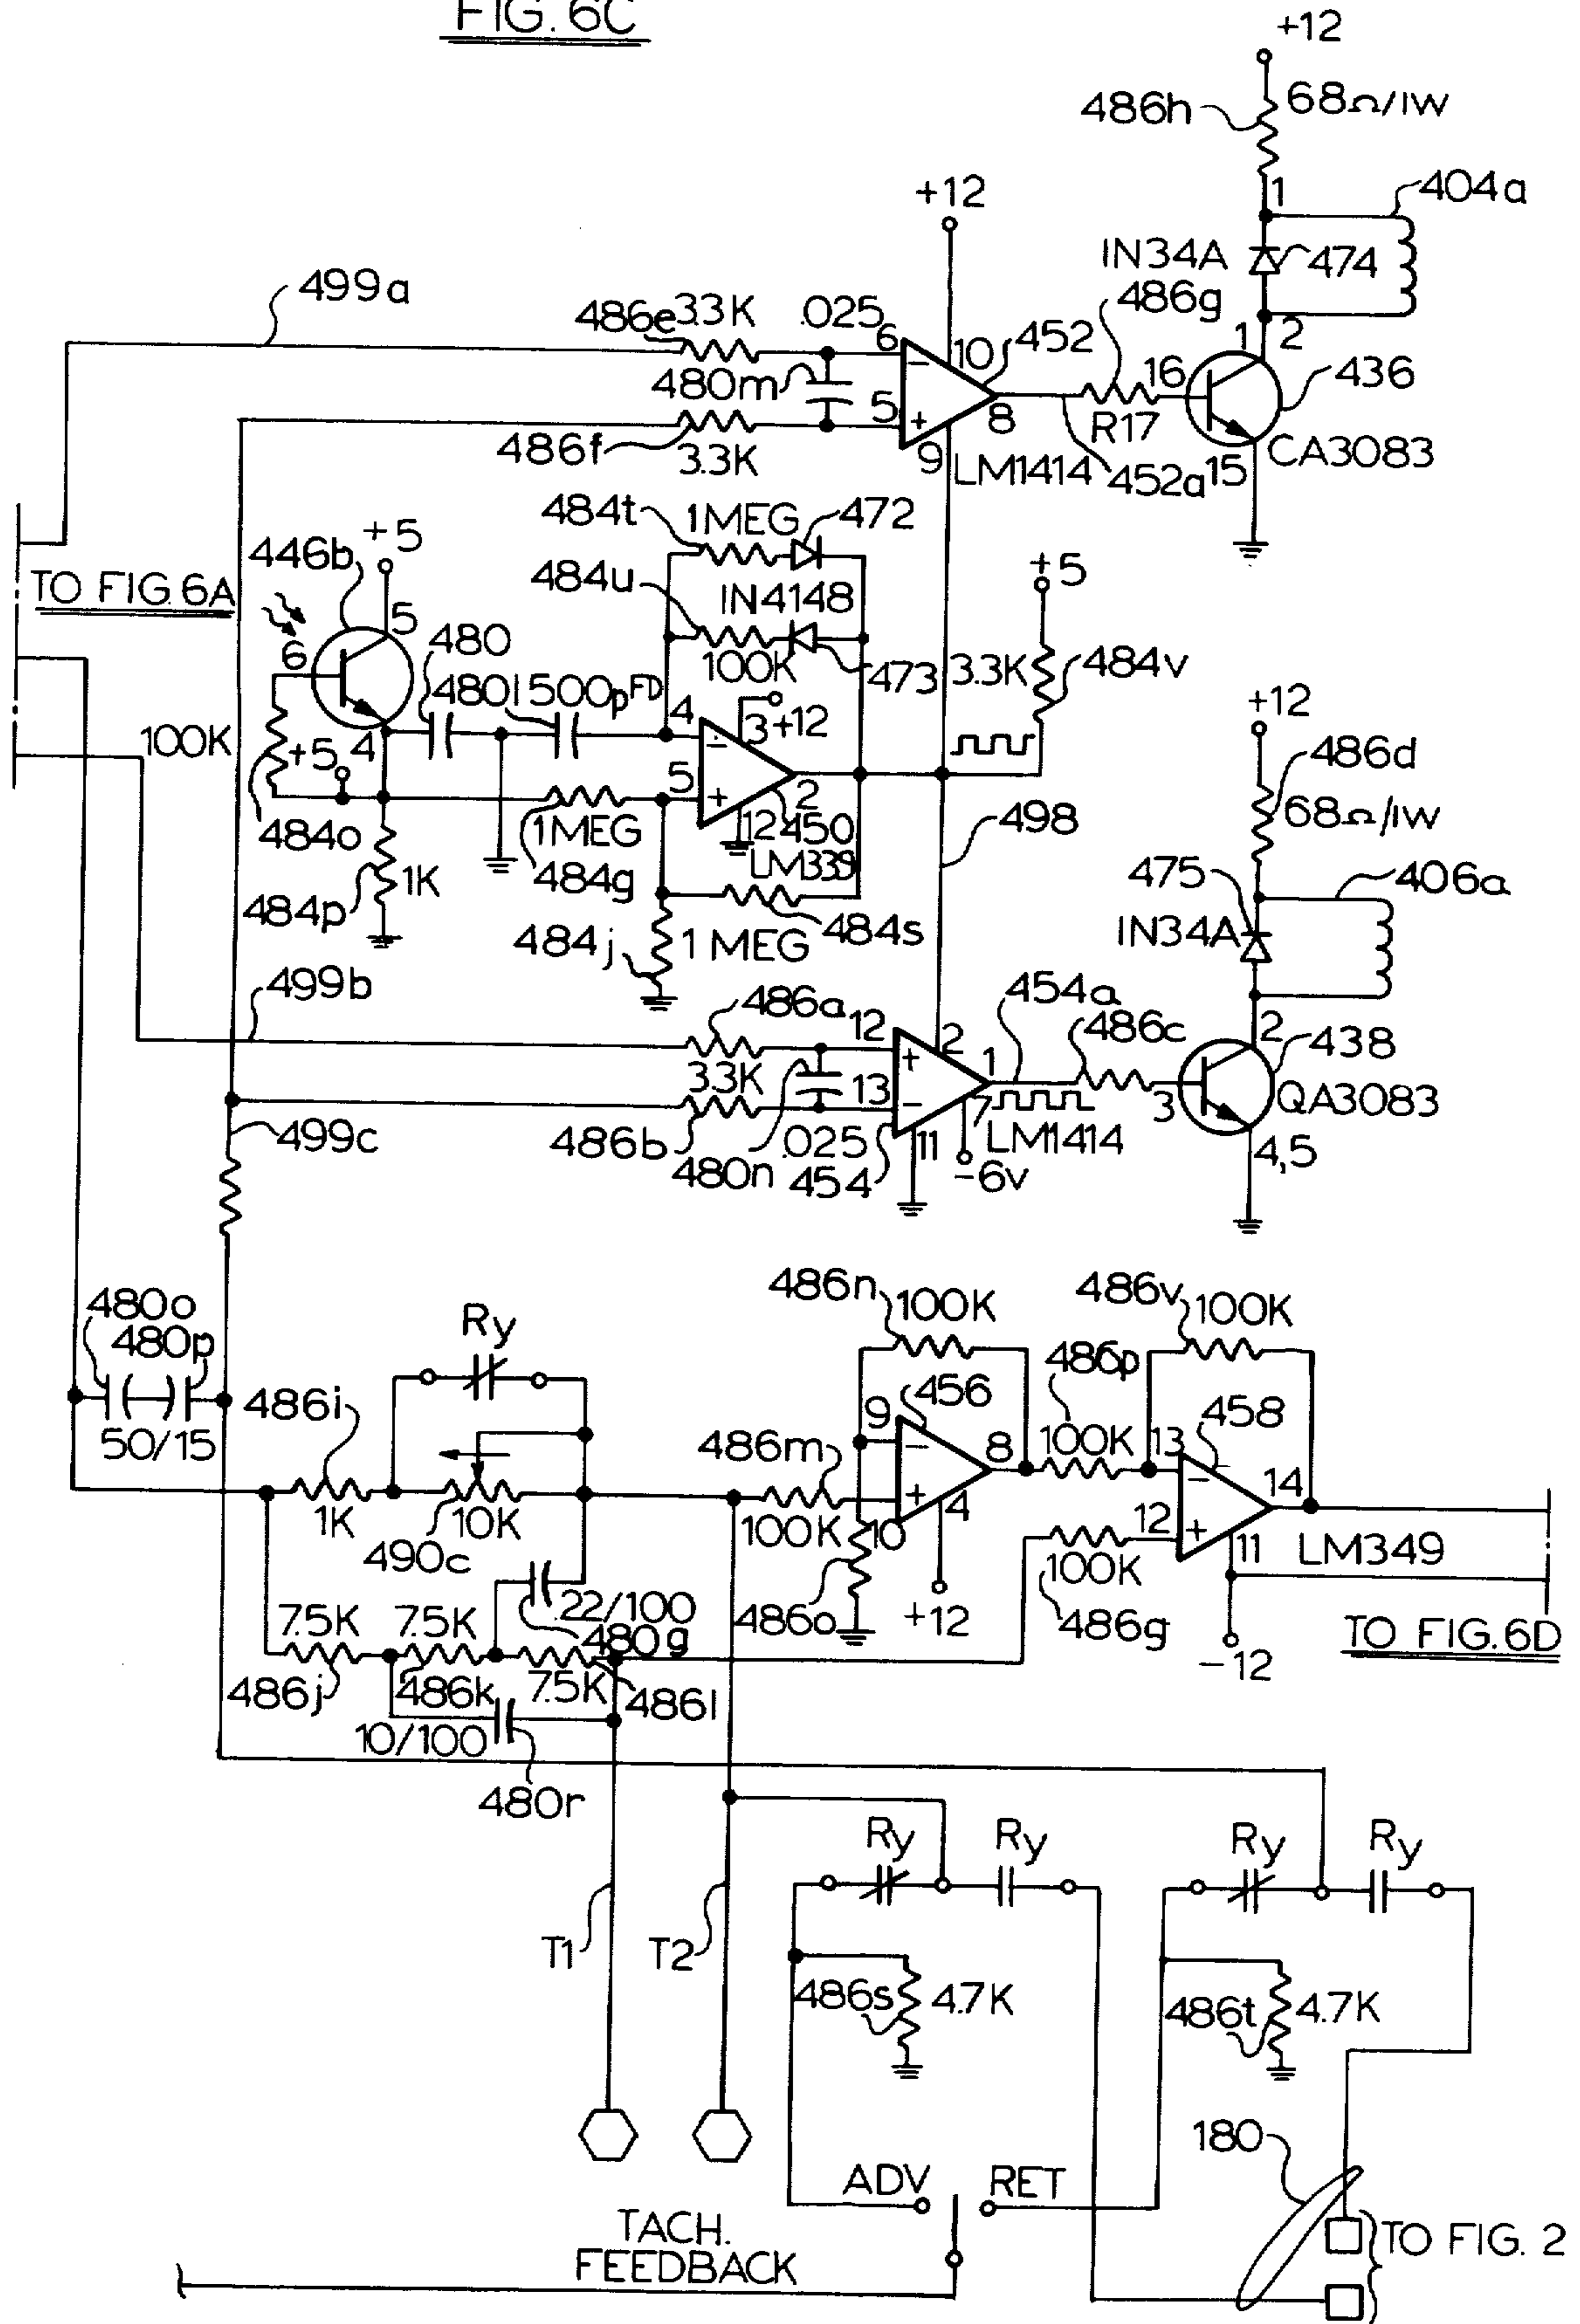 FIG. 6C
+12
486h
68Ω/1W
1
404a
+12
IN34A
474
499a
486g
486e
3.3K
.025
6
10
452
1
2
480m
16
436
5
8
R17
486f
3.3K
9
LM1414
452a
15
CA3083
484t
1 MEG
472
446b
+5
+5
TO FIG. 6A
484u
IN4148
5
6
480
100K
473
3.3K
484v
480l
500pFD
4
3
+12
+12
100K
+5
4
486d
5
2
68Ω/1W
484o
1 MEG
12
450
498
484g
LM339
475
406a
484p
1K
484s
IN34A
484j
1 MEG
499b
486a
454a
12
2
486c
2
438
33K
13
1
7
3
QA3083
499c
486b
.025
11
LM1414
4,5
480n
454
-6v
480o
486n
100K
486v
100K
480p
Ry
486p
456
9
458
486i
50/15
486m
8
100K
13
14
1K
10K
100K
10
4
12
11
LM349
490c
100K
.22/100
486o
+12
486g
7.5K
7.5K
480g
TO FIG. 6D
-12
486j
486k
7.5K
486l
10/100
480r
Ry
Ry
Ry
Ry
T1
T2
486s
4.7K
486t
4.7K
180
ADV
RET
TACH.
FEEDBACK
TO FIG. 2